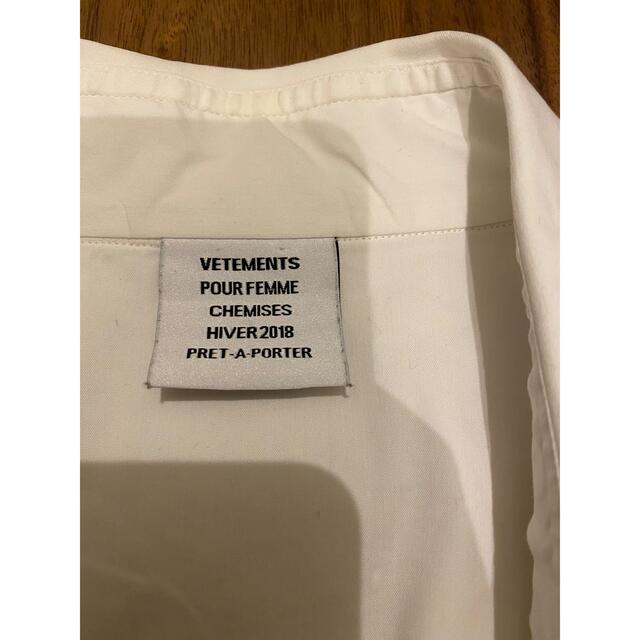 VETEMENTS
POUR FEMME
CHEMISES
HIVER 2018
PRET-A-PORTER